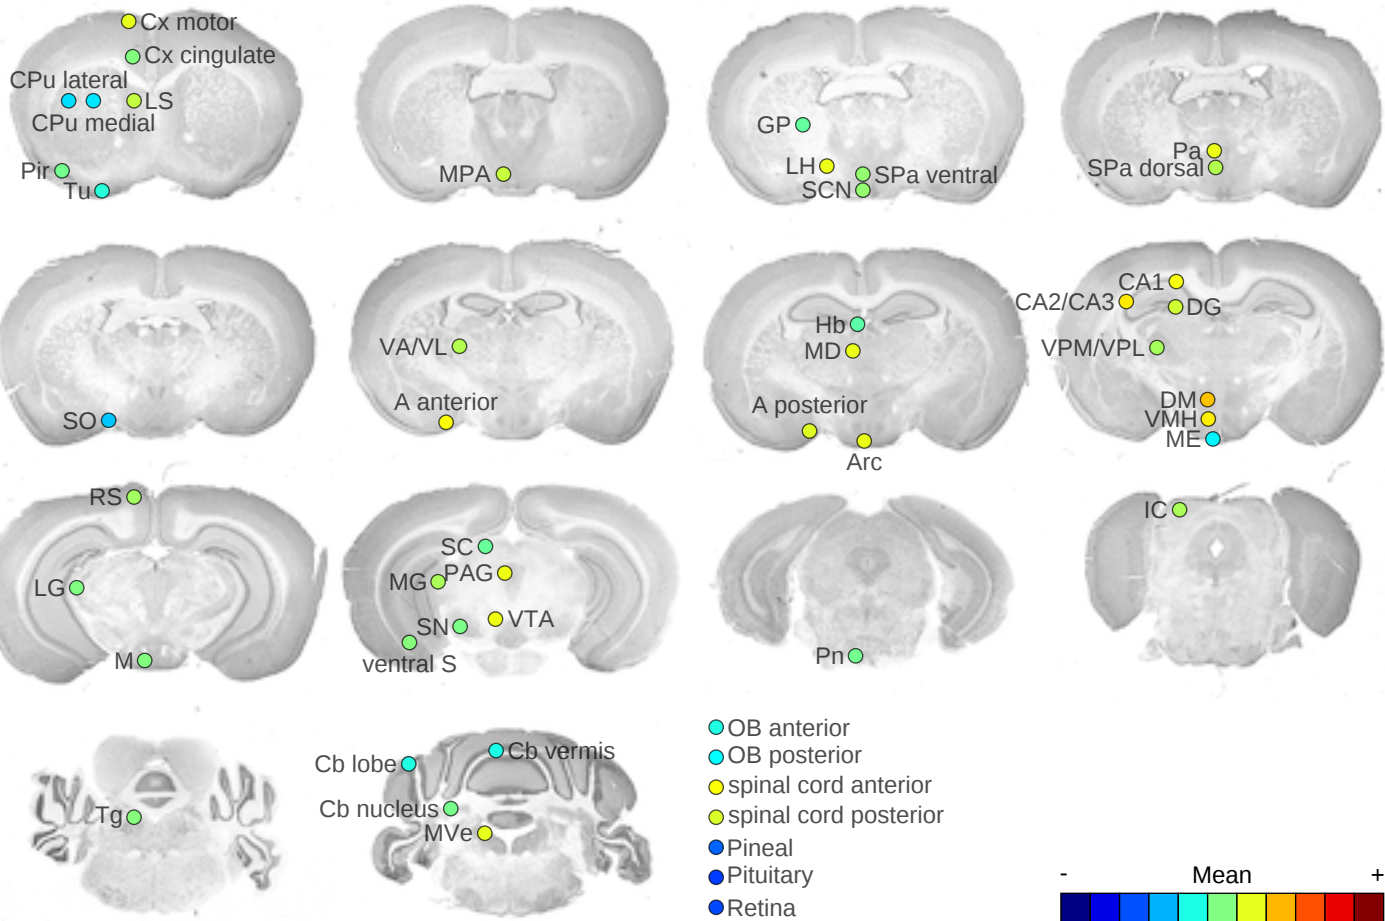 Cx motor
Cx cingulate
CPu lateral
LS
CPu medial
Pir
Tu
MPA
GP
LH
SPa ventral
SCN
Pa
SPa dorsal
SO
VA/VL
A anterior
Hb
MD
A posterior
Arc
CA1
CA2/CA3
DG
VPM/VPL
DM
VMH
ME
RS
LG
M
SC
PAG
MG
VTA
SN
ventral S
Pn
IC
Tg
Cb vermis
Cb lobe
Cb nucleus
MVe
OB anterior
OB posterior
spinal cord anterior
spinal cord posterior
Pineal
Pituitary
Retina
- Mean +